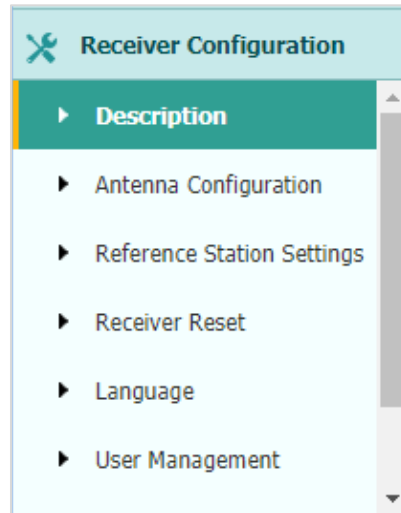 Receiver Configuration
Description
Antenna Configuration
Reference Station Settings
Receiver Reset
Language
User Management